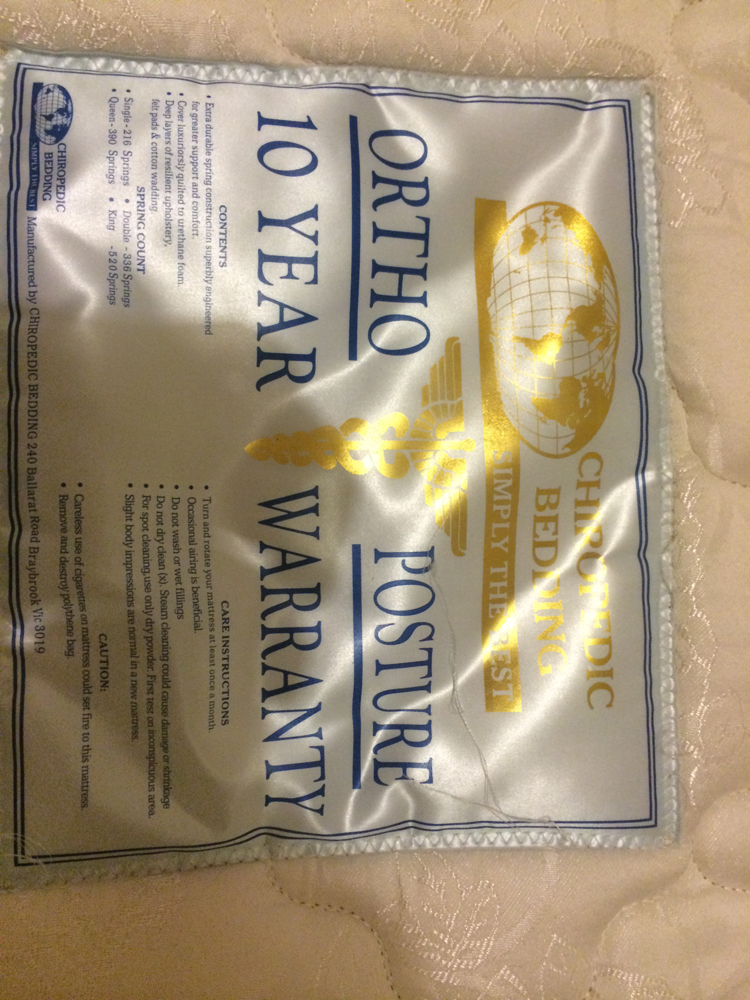 CHIROPEDIC
BEDDING
SIMPLY THE BEST
ORTHO POSTURE
10 YEAR WARRANTY
CONTENTS
• Extra durable spring construction superbly engineered
for greater support and comfort.
• Cover luxuriorsly quilted to urethane foam.
• Deep layers of resilient upholstery,
felt pads & cotton wadding
SPRING COUNT
• Single - 216 Springs • Double - 336 Springs
• Queen - 390 Springs • King - 520 Springs
CARE INSTRUCTIONS
• Turn and rotate your mattress at least once a month.
• Occasional airing is beneficial.
• Do not wash or wet fillings
• Do not dry clean (x). Steam cleaning could cause damage or shrinkage
• For spot cleaning, use only dry powder. First test on inconspicuous area.
• Slight body impressions are normal in a new mattress.
CAUTION:
• Careless use of cigarettes on mattress could set fire to this mattress.
• Remove and destroy polythene bag.
CHIROPEDIC
BEDDING
SIMPLY THE BEST
Manufactured by CHIROPEDIC BEDDING 240 Ballarat Road Braybrook Vic 3019